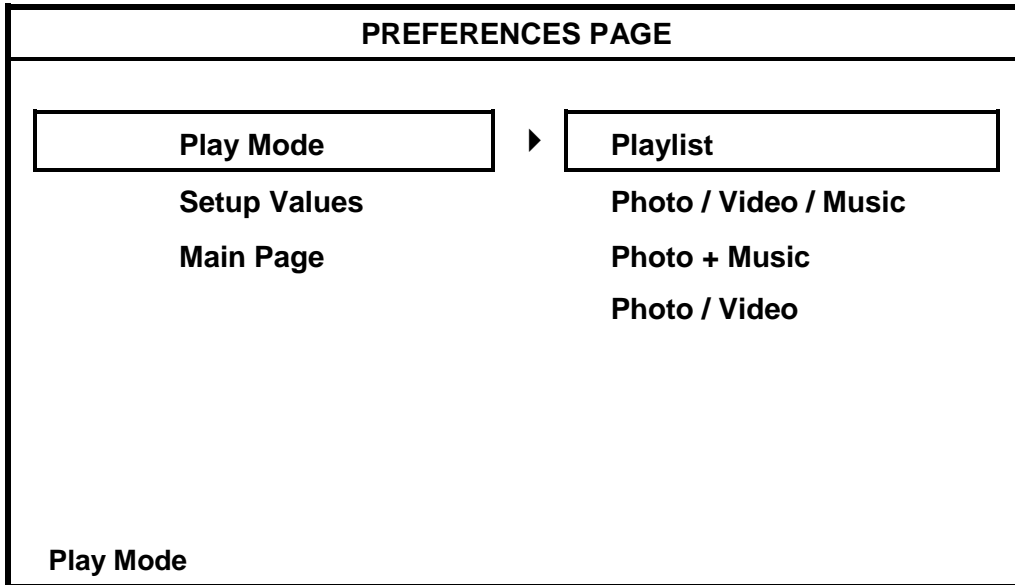 PREFERENCES PAGE
Play Mode
Playlist
Setup Values
Photo / Video / Music
Main Page
Photo + Music
Photo / Video
Play Mode